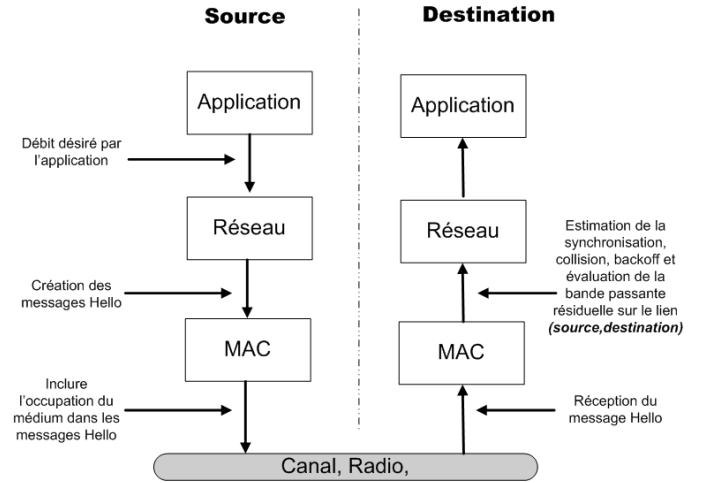 Source
Destination
Application
Application
Débit désiré par
l'application
Réseau
Réseau
Estimation de la
synchronisation,
collision, backoff et
évaluation de la
bande passante
résiduelle sur le lien
(source,destination)
Création des
messages Hello
MAC
MAC
Inclure
l'occupation du
médium dans les
messages Hello
Réception du
message Hello
Canal, Radio,